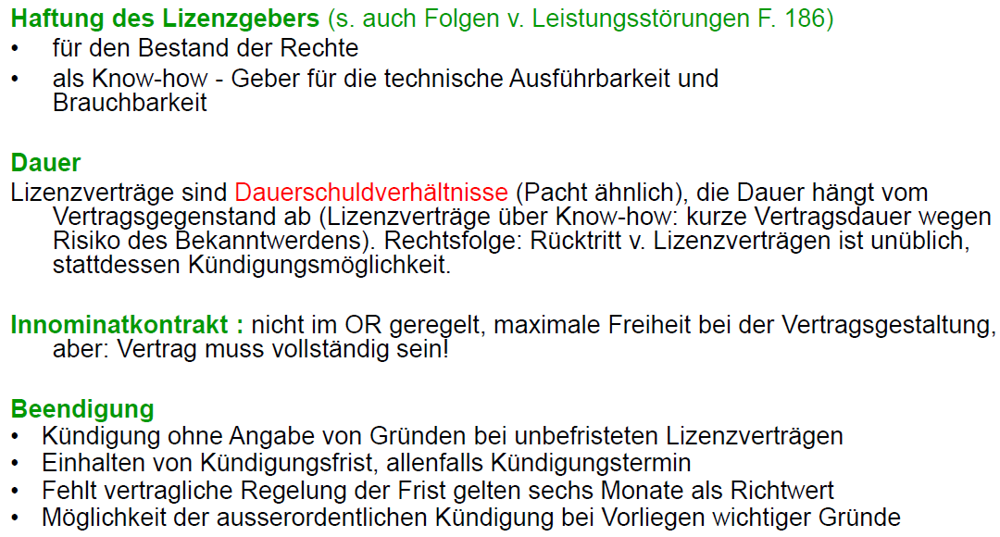 Haftung des Lizenzgebers (s. auch Folgen v. Leistungsstörungen F. 186)
• für den Bestand der Rechte
• als Know-how - Geber für die technische Ausführbarkeit und
Brauchbarkeit
Dauer
Lizenzverträge sind Dauerschuldverhältnisse (Pacht ähnlich), die Dauer hängt vom
Vertragsgegenstand ab (Lizenzverträge über Know-how: kurze Vertragsdauer wegen
Risiko des Bekanntwerdens). Rechtsfolge: Rücktritt v. Lizenzverträgen ist unüblich,
stattdessen Kündigungsmöglichkeit.
Innominatkontrakt : nicht im OR geregelt, maximale Freiheit bei der Vertragsgestaltung,
aber: Vertrag muss vollständig sein!
Beendigung
• Kündigung ohne Angabe von Gründen bei unbefristeten Lizenzverträgen
• Einhalten von Kündigungsfrist, allenfalls Kündigungstermin
• Fehlt vertragliche Regelung der Frist gelten sechs Monate als Richtwert
• Möglichkeit der ausserordentlichen Kündigung bei Vorliegen wichtiger Gründe